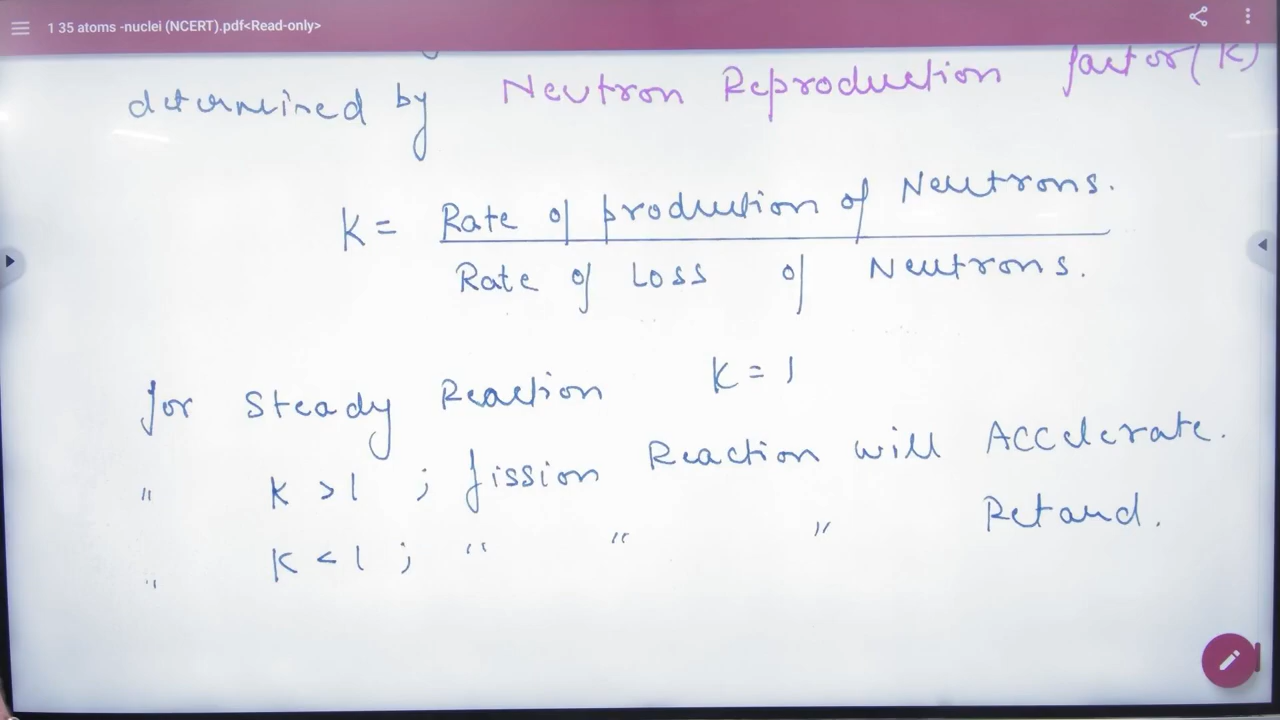 1 35 atoms -nuclei (NCERT).pdf<Read-only>
determined by Neutron Reproduction factor(K)
K = Rate of production of Neutrons.
Rate of Loss of Neutrons.
for Steady Reaction K = 1
" K > 1 ; fission Reaction will Accelerate.
" K < 1 ; " " " Retard.